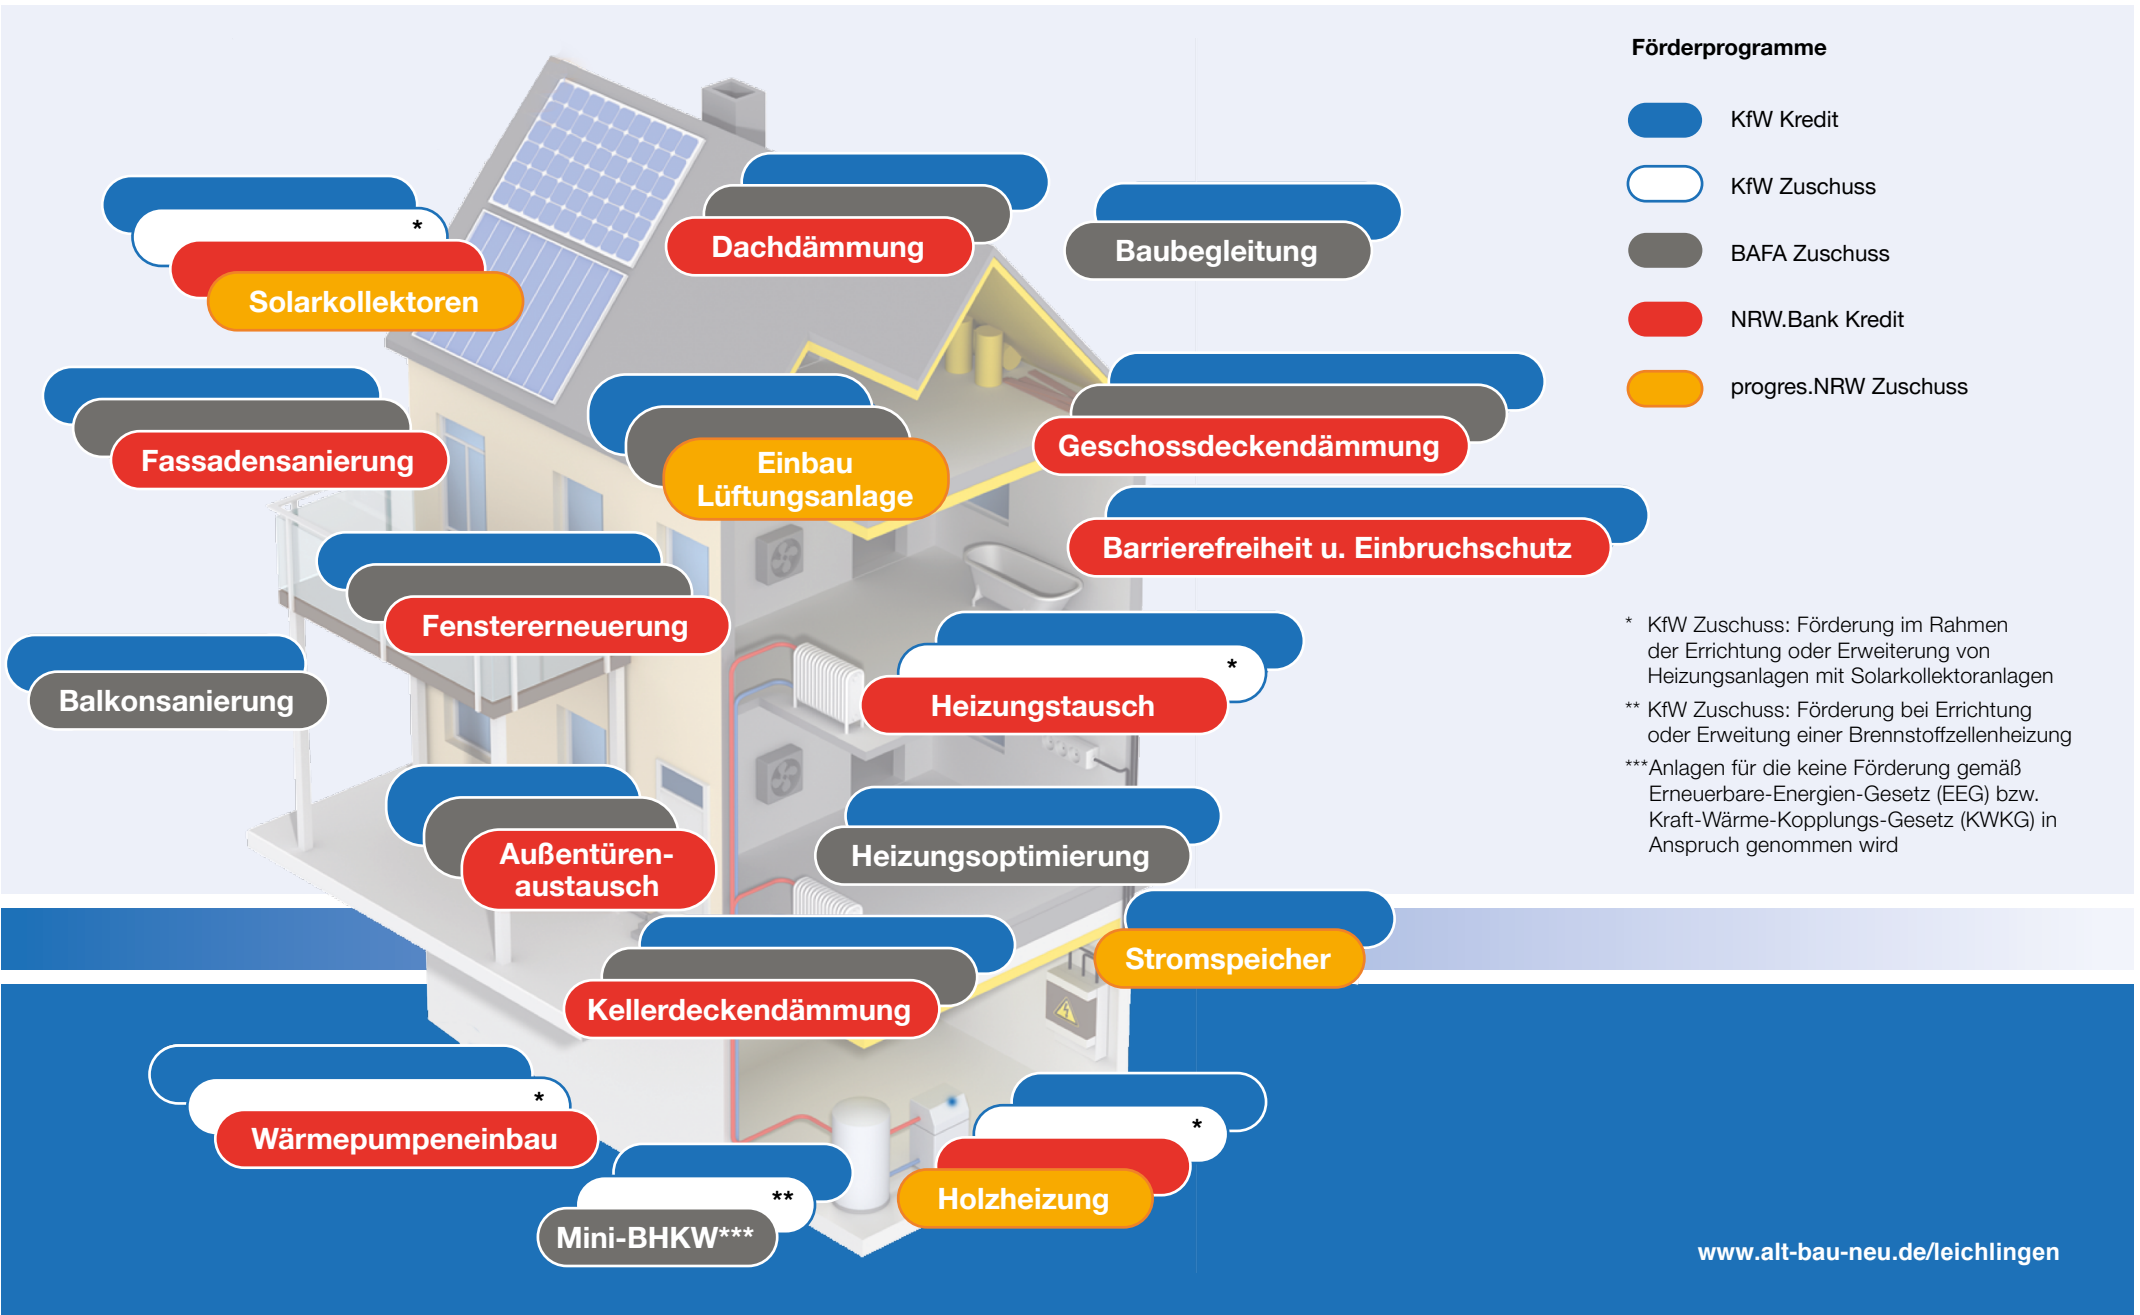 Förderprogramme
KfW Kredit
KfW Zuschuss
BAFA Zuschuss
NRW.Bank Kredit
progres.NRW Zuschuss
*
Solarkollektoren
Dachdämmung
Baubegleitung
Fassadensanierung
Einbau
Lüftungsanlage
Geschossdeckendämmung
Barrierefreiheit u. Einbruchschutz
Fenstererneuerung
Balkonsanierung
*
Heizungstausch
Außentüren-
austausch
Heizungsoptimierung
Stromspeicher
Kellerdeckendämmung
*
Wärmepumpeneinbau
**
Mini-BHKW***
*
Holzheizung
* KfW Zuschuss: Förderung im Rahmen
der Errichtung oder Erweiterung von
Heizungsanlagen mit Solarkollektoranlagen
** KfW Zuschuss: Förderung bei Errichtung
oder Erweitung einer Brennstoffzellenheizung
***Anlagen für die keine Förderung gemäß
Erneuerbare-Energien-Gesetz (EEG) bzw.
Kraft-Wärme-Kopplungs-Gesetz (KWKG) in
Anspruch genommen wird
www.alt-bau-neu.de/leichlingen